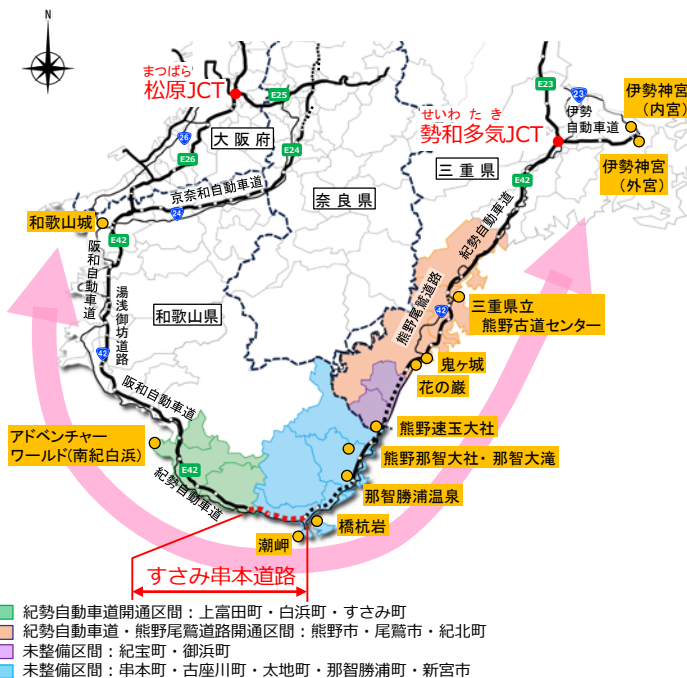 N
まつばら
松原JCT
E25
E23
23
伊勢
自動車道
伊勢神宮
（内宮）
せいわ たき
勢和多気JCT
26
大阪府
E26
E24
三重県
伊勢神宮
（外宮）
E42
京奈和自動車道
24
奈良県
和歌山城
E42
阪和自動車道
紀勢自動車道
湯浅御坊道路
和歌山県
熊野尾鷲道路
42
三重県立
熊野古道センター
42
鬼ヶ城
花の巌
阪和自動車道
アドベンチャー
ワールド(南紀白浜)
熊野速玉大社
熊野那智大社・那智大滝
E42
紀勢自動車道
那智勝浦温泉
橋杭岩
潮岬
すさみ串本道路
紀勢自動車道開通区間：上富田町・白浜町・すさみ町
紀勢自動車道・熊野尾鷲道路開通区間：熊野市・尾鷲市・紀北町
未整備区間：紀宝町・御浜町
未整備区間：串本町・古座川町・太地町・那智勝浦町・新宮市